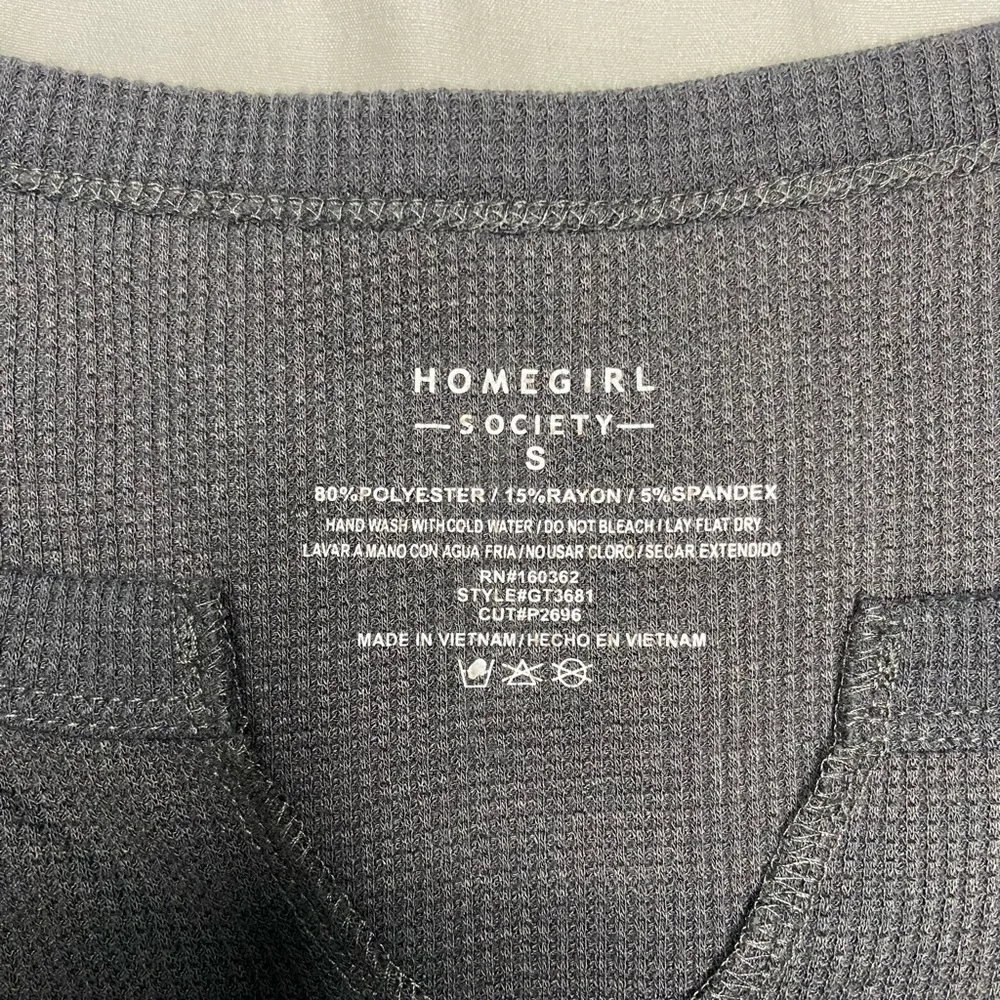 HOMEGIRL
—SOCIETY—
S
80%POLYESTER / 15%RAYON / 5%SPANDEX
HAND WASH WITH COLD WATER / DO NOT BLEACH / LAY FLAT DRY
LAVAR A MANO CON AGUA FRIA / NO USAR CLORO / SECAR EXTENDIDO
RN#160362
STYLE#GT3681
CUT#P2696
MADE IN VIETNAM / HECHO EN VIETNAM